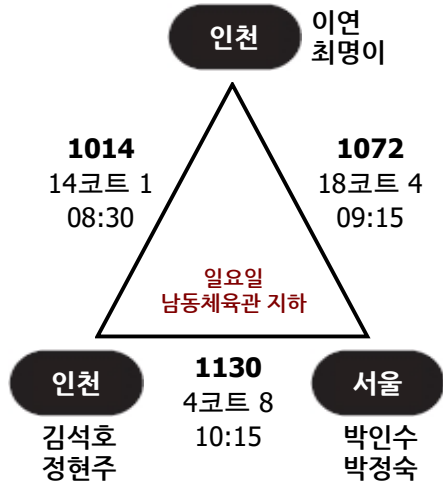 인천
이연
최명이
1014
14코트 1
08:30
1072
18코트 4
09:15
일요일
남동체육관 지하
인천
김석호
정현주
1130
4코트 8
10:15
서울
박인수
박정숙